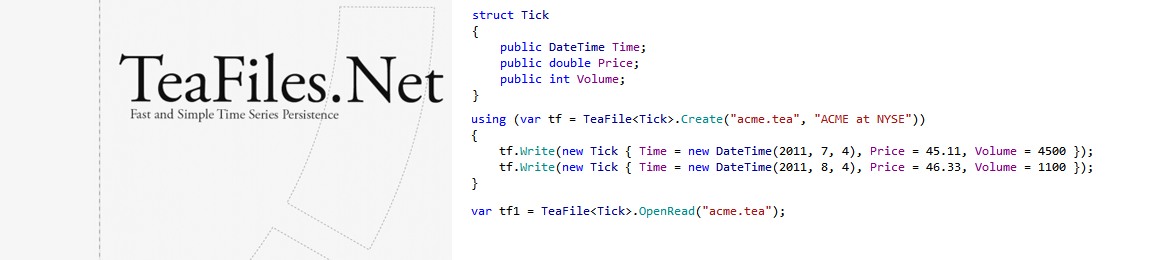 TeaFiles.Net
Fast and Simple Time Series Persistence
struct Tick
{
    public DateTime Time;
    public double Price;
    public int Volume;
}
using (var tf = TeaFile<Tick>.Create("acme.tea", "ACME at NYSE"))
{
    tf.Write(new Tick { Time = new DateTime(2011, 7, 4), Price = 45.11, Volume = 4500 });
    tf.Write(new Tick { Time = new DateTime(2011, 8, 4), Price = 46.33, Volume = 1100 });
}
var tf1 = TeaFile<Tick>.OpenRead("acme.tea");